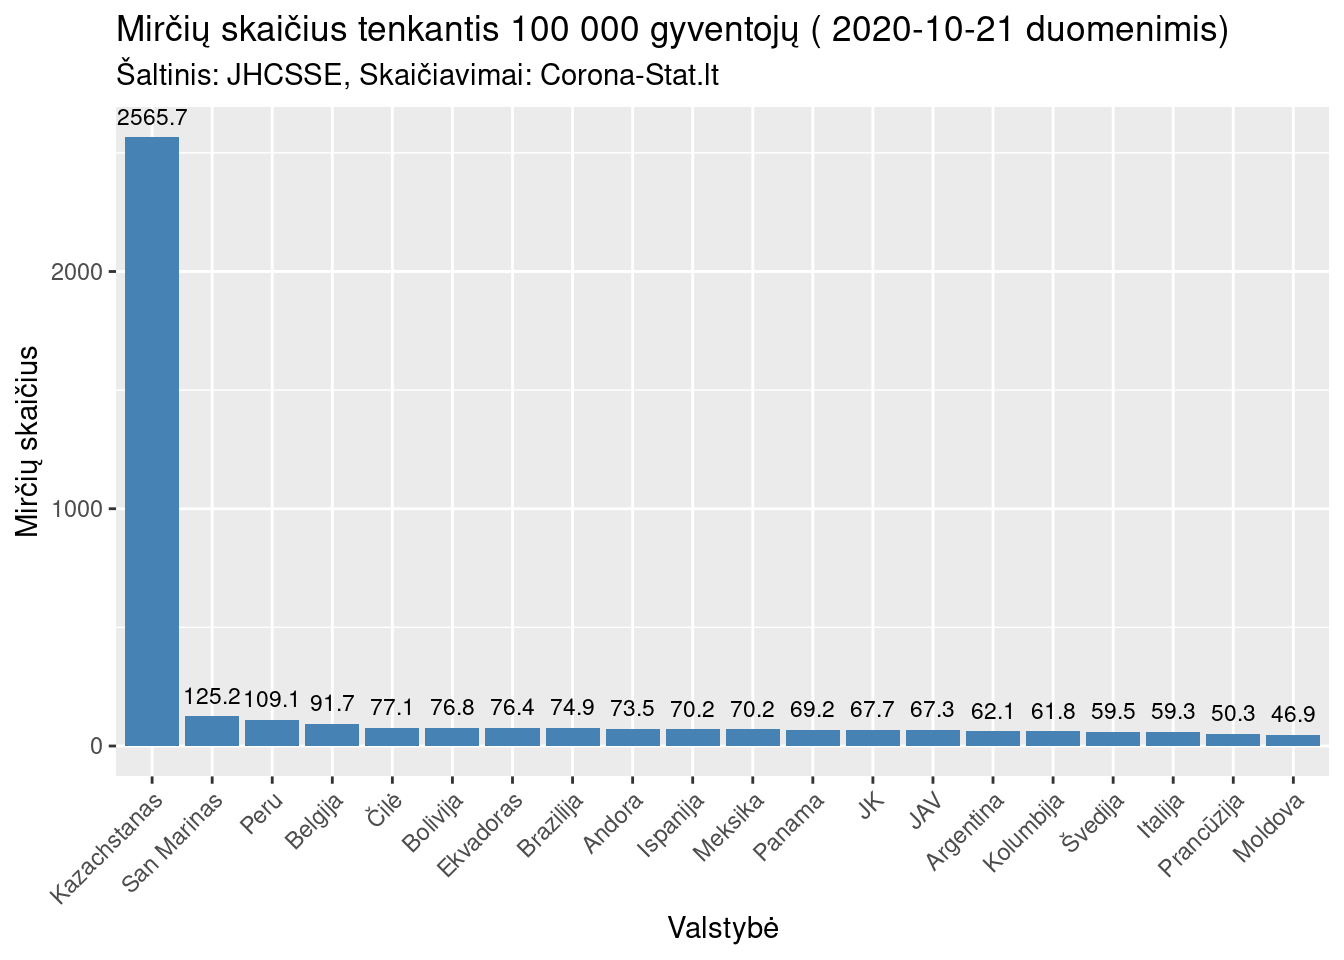 Mirčių skaičius tenkantis 100 000 gyventojų ( 2020-10-21 duomenimis)
Šaltinis: JHCSSE, Skaičiavimai: Corona-Stat.lt
Mirčių skaičius
2000
1000
0
2565.7
125.2
109.1
91.7
77.1
76.8
76.4
74.9
73.5
70.2
70.2
69.2
67.7
67.3
62.1
61.8
59.5
59.3
50.3
46.9
Kazachstanas
San Marinas
Peru
Belgija
Čilė
Bolivija
Ekvadoras
Brazilija
Andora
Ispanija
Meksika
Panama
JK
JAV
Argentina
Kolumbija
Švedija
Italija
Prancūzija
Moldova
Valstybė